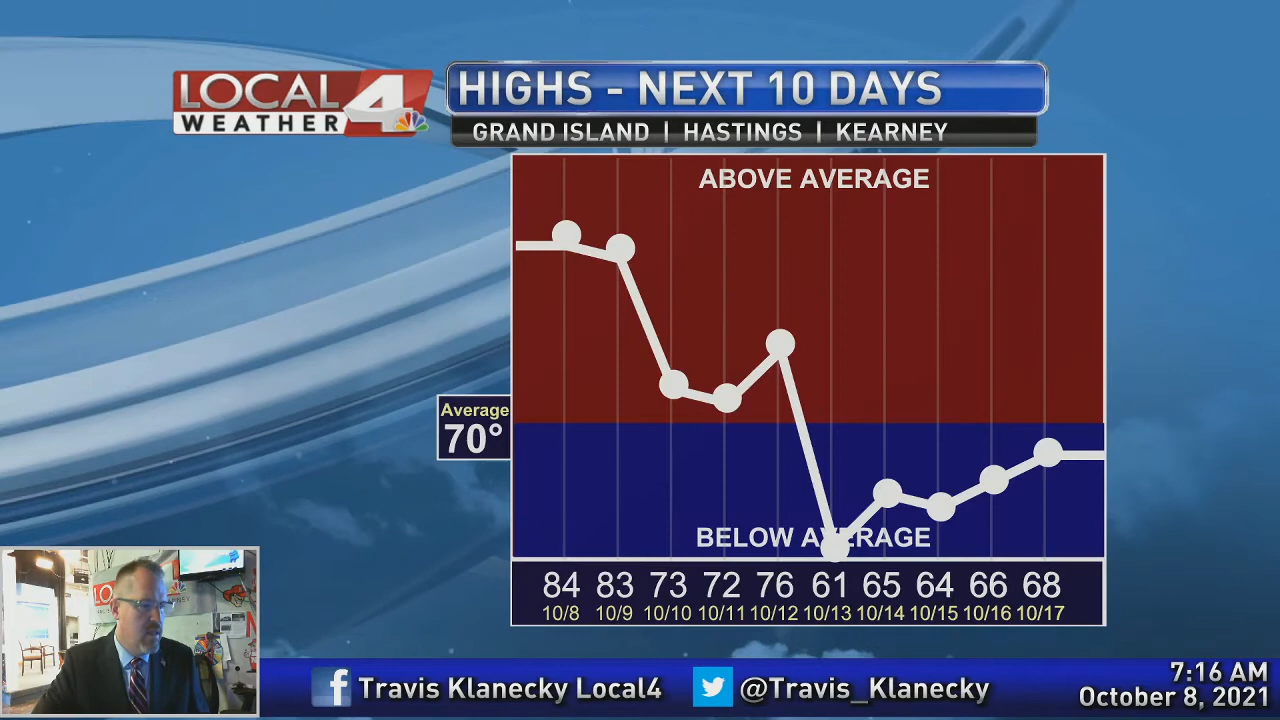 LOCAL 4
WEATHER
HIGHS - NEXT 10 DAYS
GRAND ISLAND | HASTINGS | KEARNEY
ABOVE AVERAGE
Average
70°
BELOW AVERAGE
84 83 73 72 76 61 65 64 66 68
10/8 10/9 10/10 10/11 10/12 10/13 10/14 10/15 10/16 10/17
LO
Travis Klanecky Local4
@Travis_Klanecky
7:16 AM
October 8, 2021